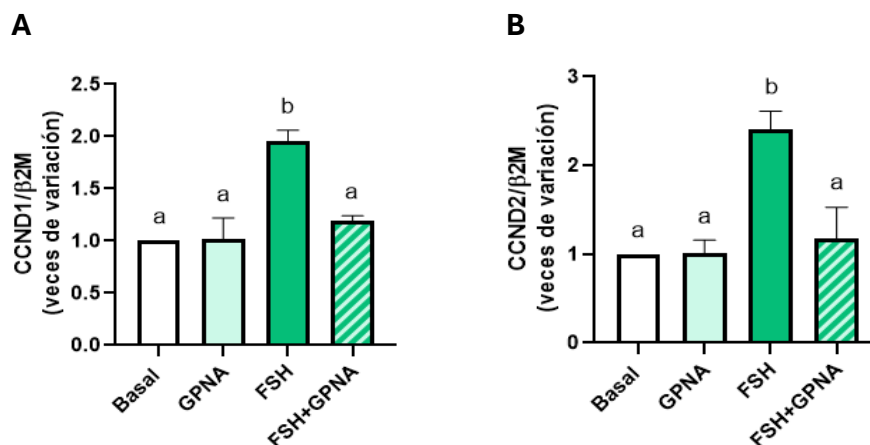 A
CCND1/β2M
(veces de variación)
2.5
2.0
1.5
1.0
0.5
0.0
a
a
b
a
Basal
GPNA
FSH
FSH+GPNA
B
CCND2/β2M
(veces de variación)
3
2
1
0
a
a
b
a
Basal
GPNA
FSH
FSH+GPNA